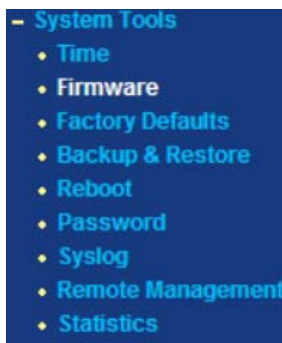 System Tools
Time
Firmware
Factory Defaults
Backup & Restore
Reboot
Password
Syslog
Remote Management
Statistics